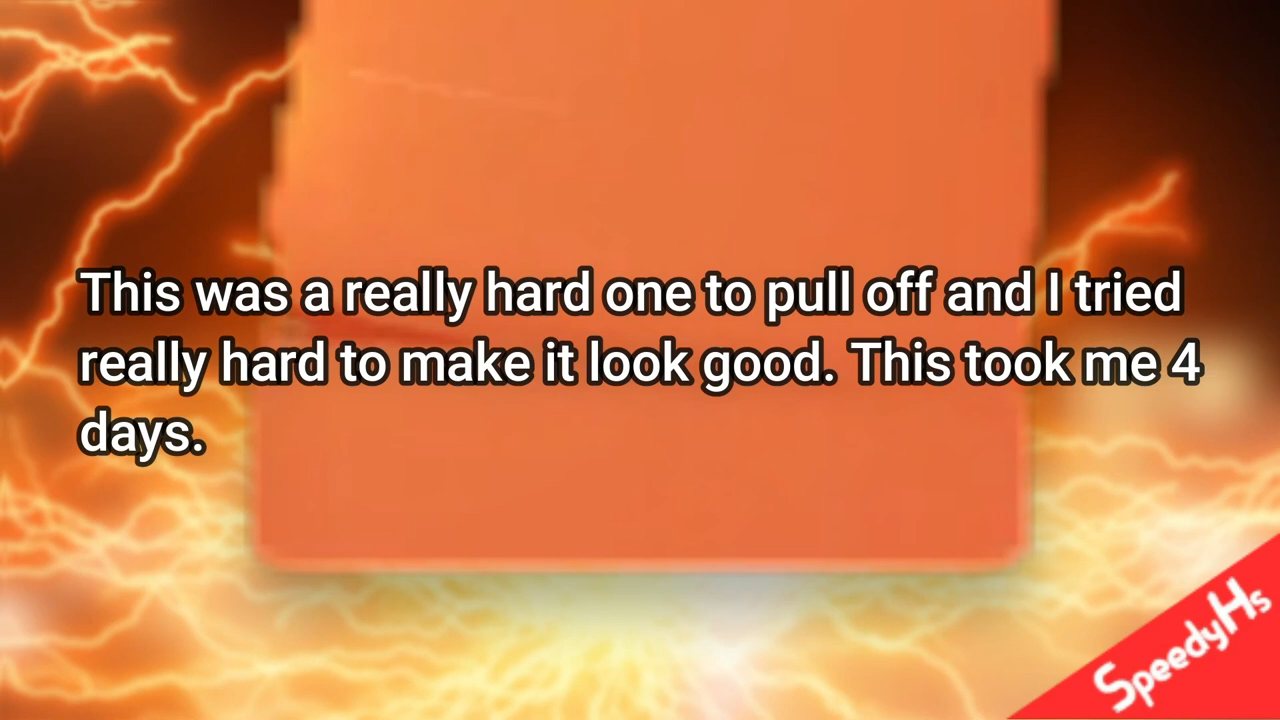 This was a really hard one to pull off and I tried
really hard to make it look good. This took me 4
days.
SpeedyHs